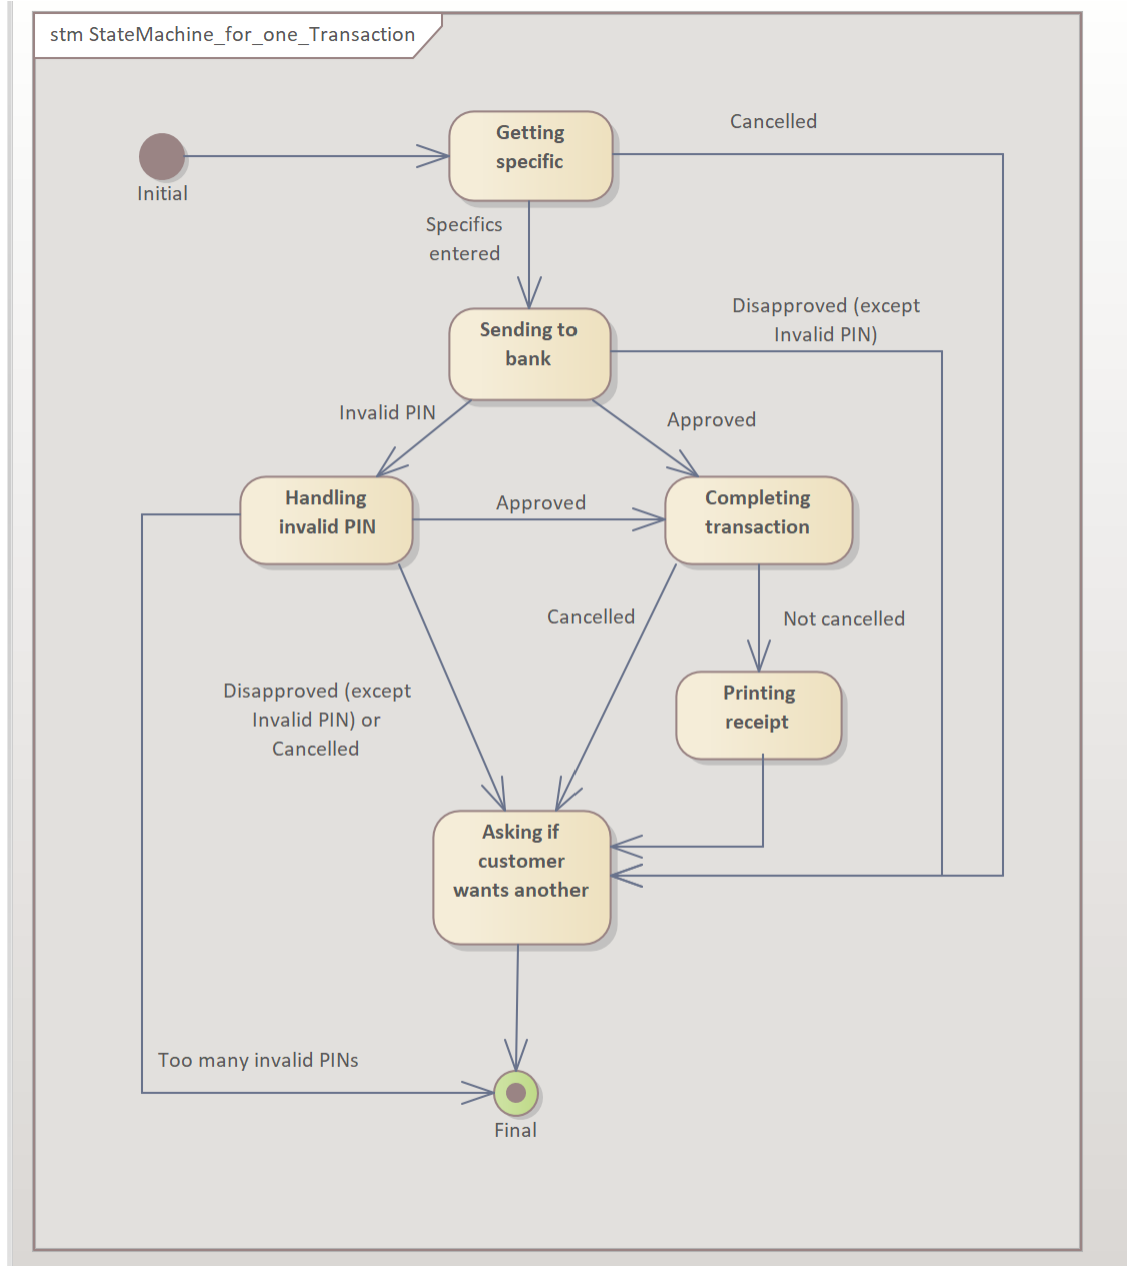 stm StateMachine_for_one_Transaction
Cancelled
Getting
specific
Initial
Specifics
entered
Disapproved (except
Invalid PIN)
Sending to
bank
Invalid PIN
Approved
Handling
invalid PIN
Approved
Completing
transaction
Cancelled
Not cancelled
Disapproved (except
Invalid PIN) or
Cancelled
Printing
receipt
Asking if
customer
wants another
Too many invalid PINs
Final